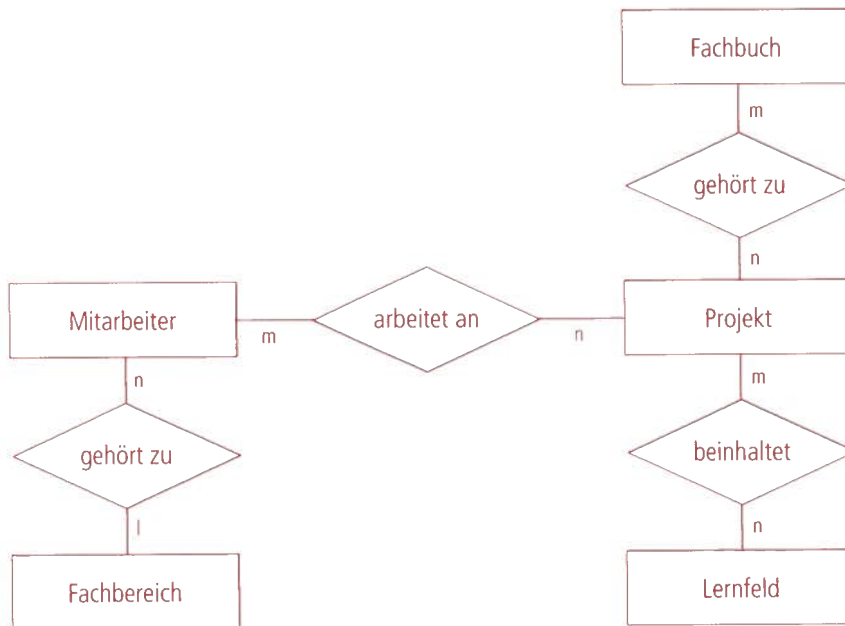 Fachbuch
m
gehört zu
n
Mitarbeiter
m
arbeitet an
n
Projekt
n
m
gehört zu
beinhaltet
l
n
Fachbereich
Lernfeld